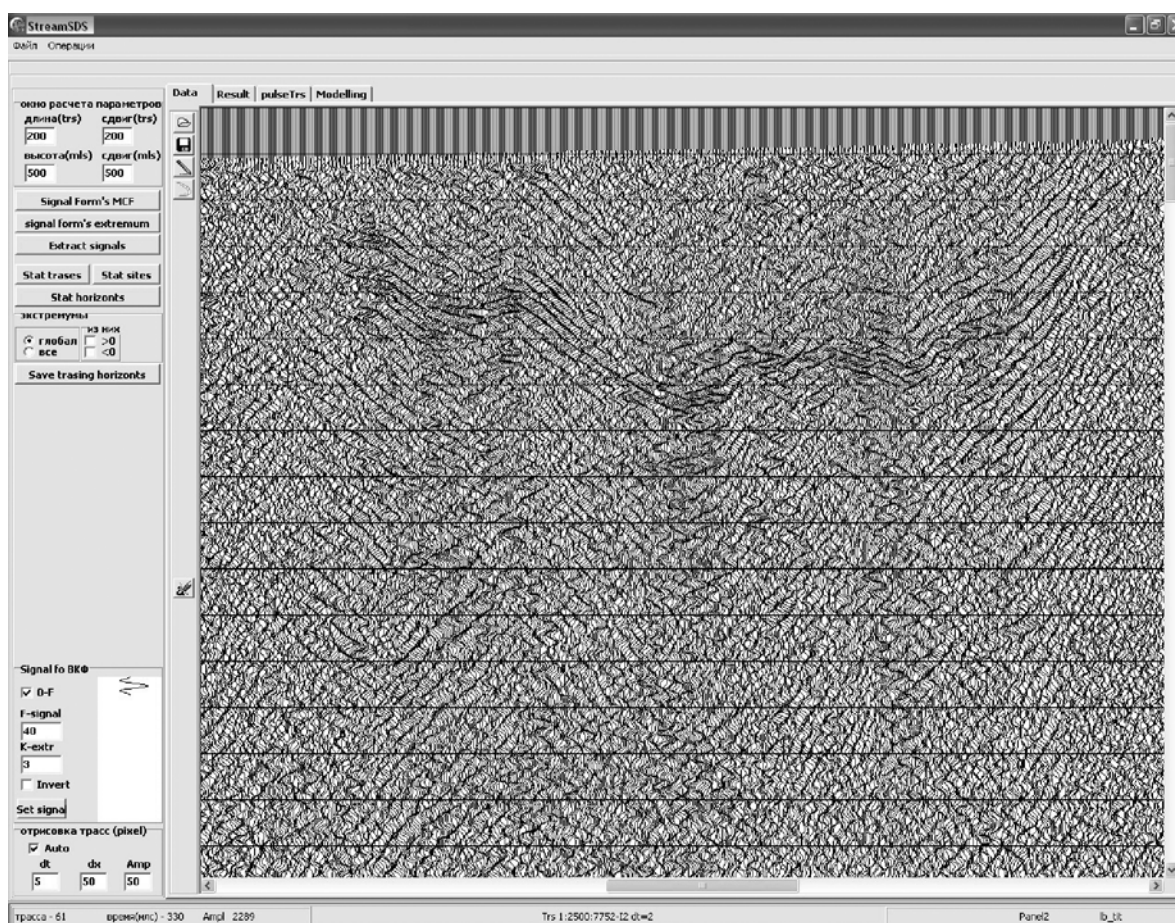 StreamSDS
Файл Операции
Data Result pulseTrs Modelling
окно расчета параметров
длина(trs) сдвиг(trs)
200 200
высота(mls) сдвиг(mls)
500 500
Signal Form's MCF
signal form's extremum
Extract signals
Stat trases Stat sites
Stat horizonts
экстремумы
из них
глобал >0
все <0
Save trasing horizonts
Signal fo ВКФ
0-F
F-signal
40
K-extr
3
Invert
Set signa
отрисовка трасс (pixel)
Auto
dt dx Amp
5 50 50
трасса - 61 время(млс) - 330 Ampl 2289 Trs 1:2500:7752-I2 dt=2 Panel2 lb_tit